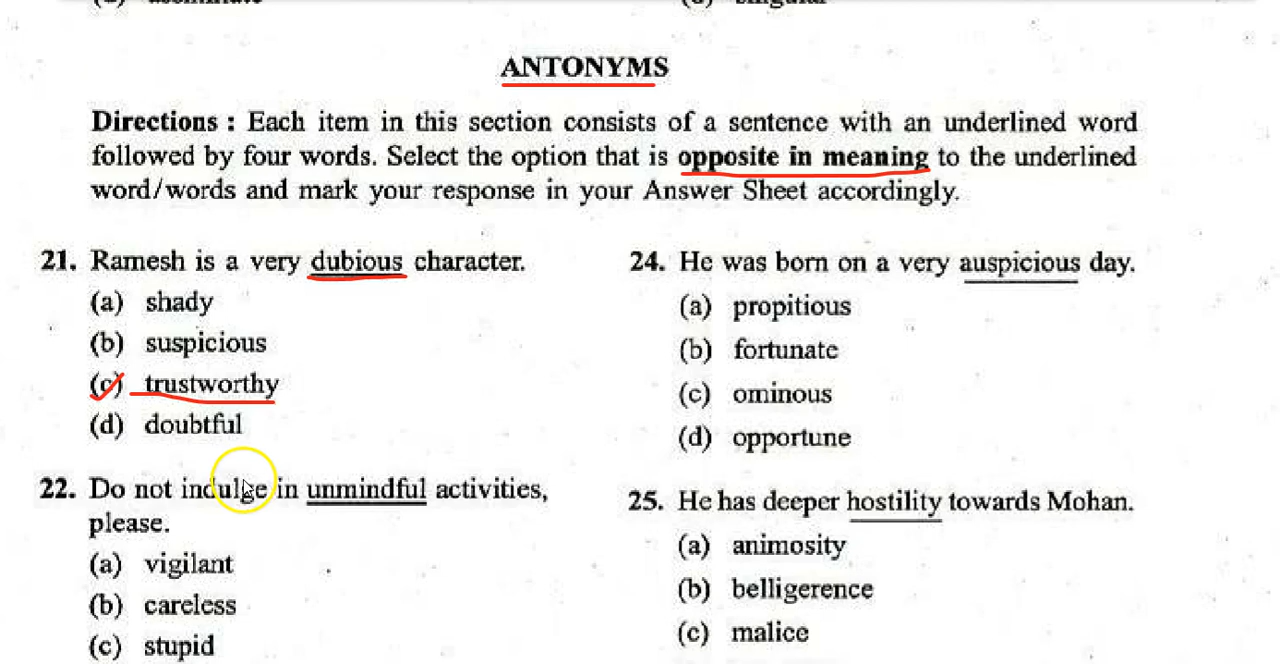 ANTONYMS
Directions : Each item in this section consists of a sentence with an underlined word
followed by four words. Select the option that is opposite in meaning to the underlined
word/words and mark your response in your Answer Sheet accordingly.
21. Ramesh is a very dubious character.
(a) shady
(b) suspicious
(c) trustworthy
(d) doubtful
22. Do not indulge in unmindful activities,
please.
(a) vigilant
(b) careless
(c) stupid
24. He was born on a very auspicious day.
(a) propitious
(b) fortunate
(c) ominous
(d) opportune
25. He has deeper hostility towards Mohan.
(a) animosity
(b) belligerence
(c) malice